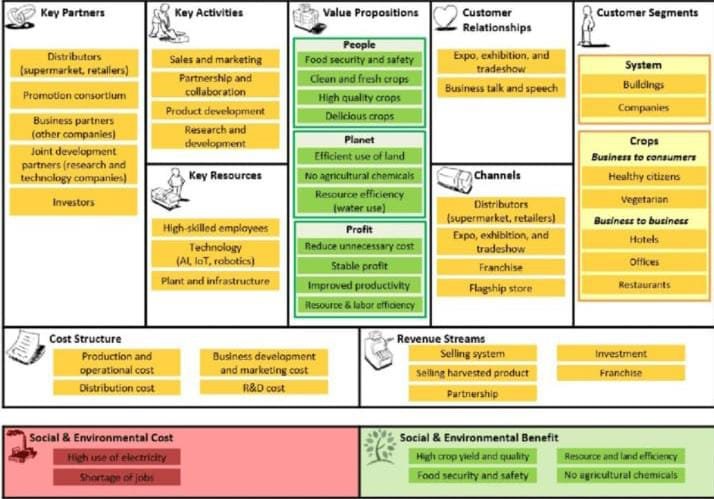 Key Partners
Distributors
(supermarket, retailers)
Promotion consortium
Business partners
(other companies)
Joint development
partners (research and
technology companies)
Investors
Key Activities
Sales and marketing
Partnership and
collaboration
Product development
Research and
development
Key Resources
High-skilled employees
Technology
(AI, IoT, robotics)
Plant and infrastructure
Value Propositions
People
Food security and safety
Clean and fresh crops
High quality crops
Delicious crops
Planet
Efficient use of land
No agricultural chemicals
Resource efficiency
(water use)
Profit
Reduce unnecessary cost
Stable profit
Improved productivity
Resource & labor efficiency
Customer
Relationships
Expo, exhibition, and
tradeshow
Business talk and speech
Channels
Distributors
(supermarket, retailers)
Expo, exhibition, and
tradeshow
Franchise
Flagship store
Customer Segments
System
Buildings
Companies
Crops
Business to consumers
Healthy citizens
Vegetarian
Business to business
Hotels
Offices
Restaurants
Cost Structure
Production and
operational cost
Business development
and marketing cost
Distribution cost
R&D cost
Revenue Streams
Selling system
Investment
Selling harvested product
Franchise
Partnership
Social & Environmental Cost
High use of electricity
Shortage of jobs
Social & Environmental Benefit
High crop yield and quality
Resource and land efficiency
Food security and safety
No agricultural chemicals